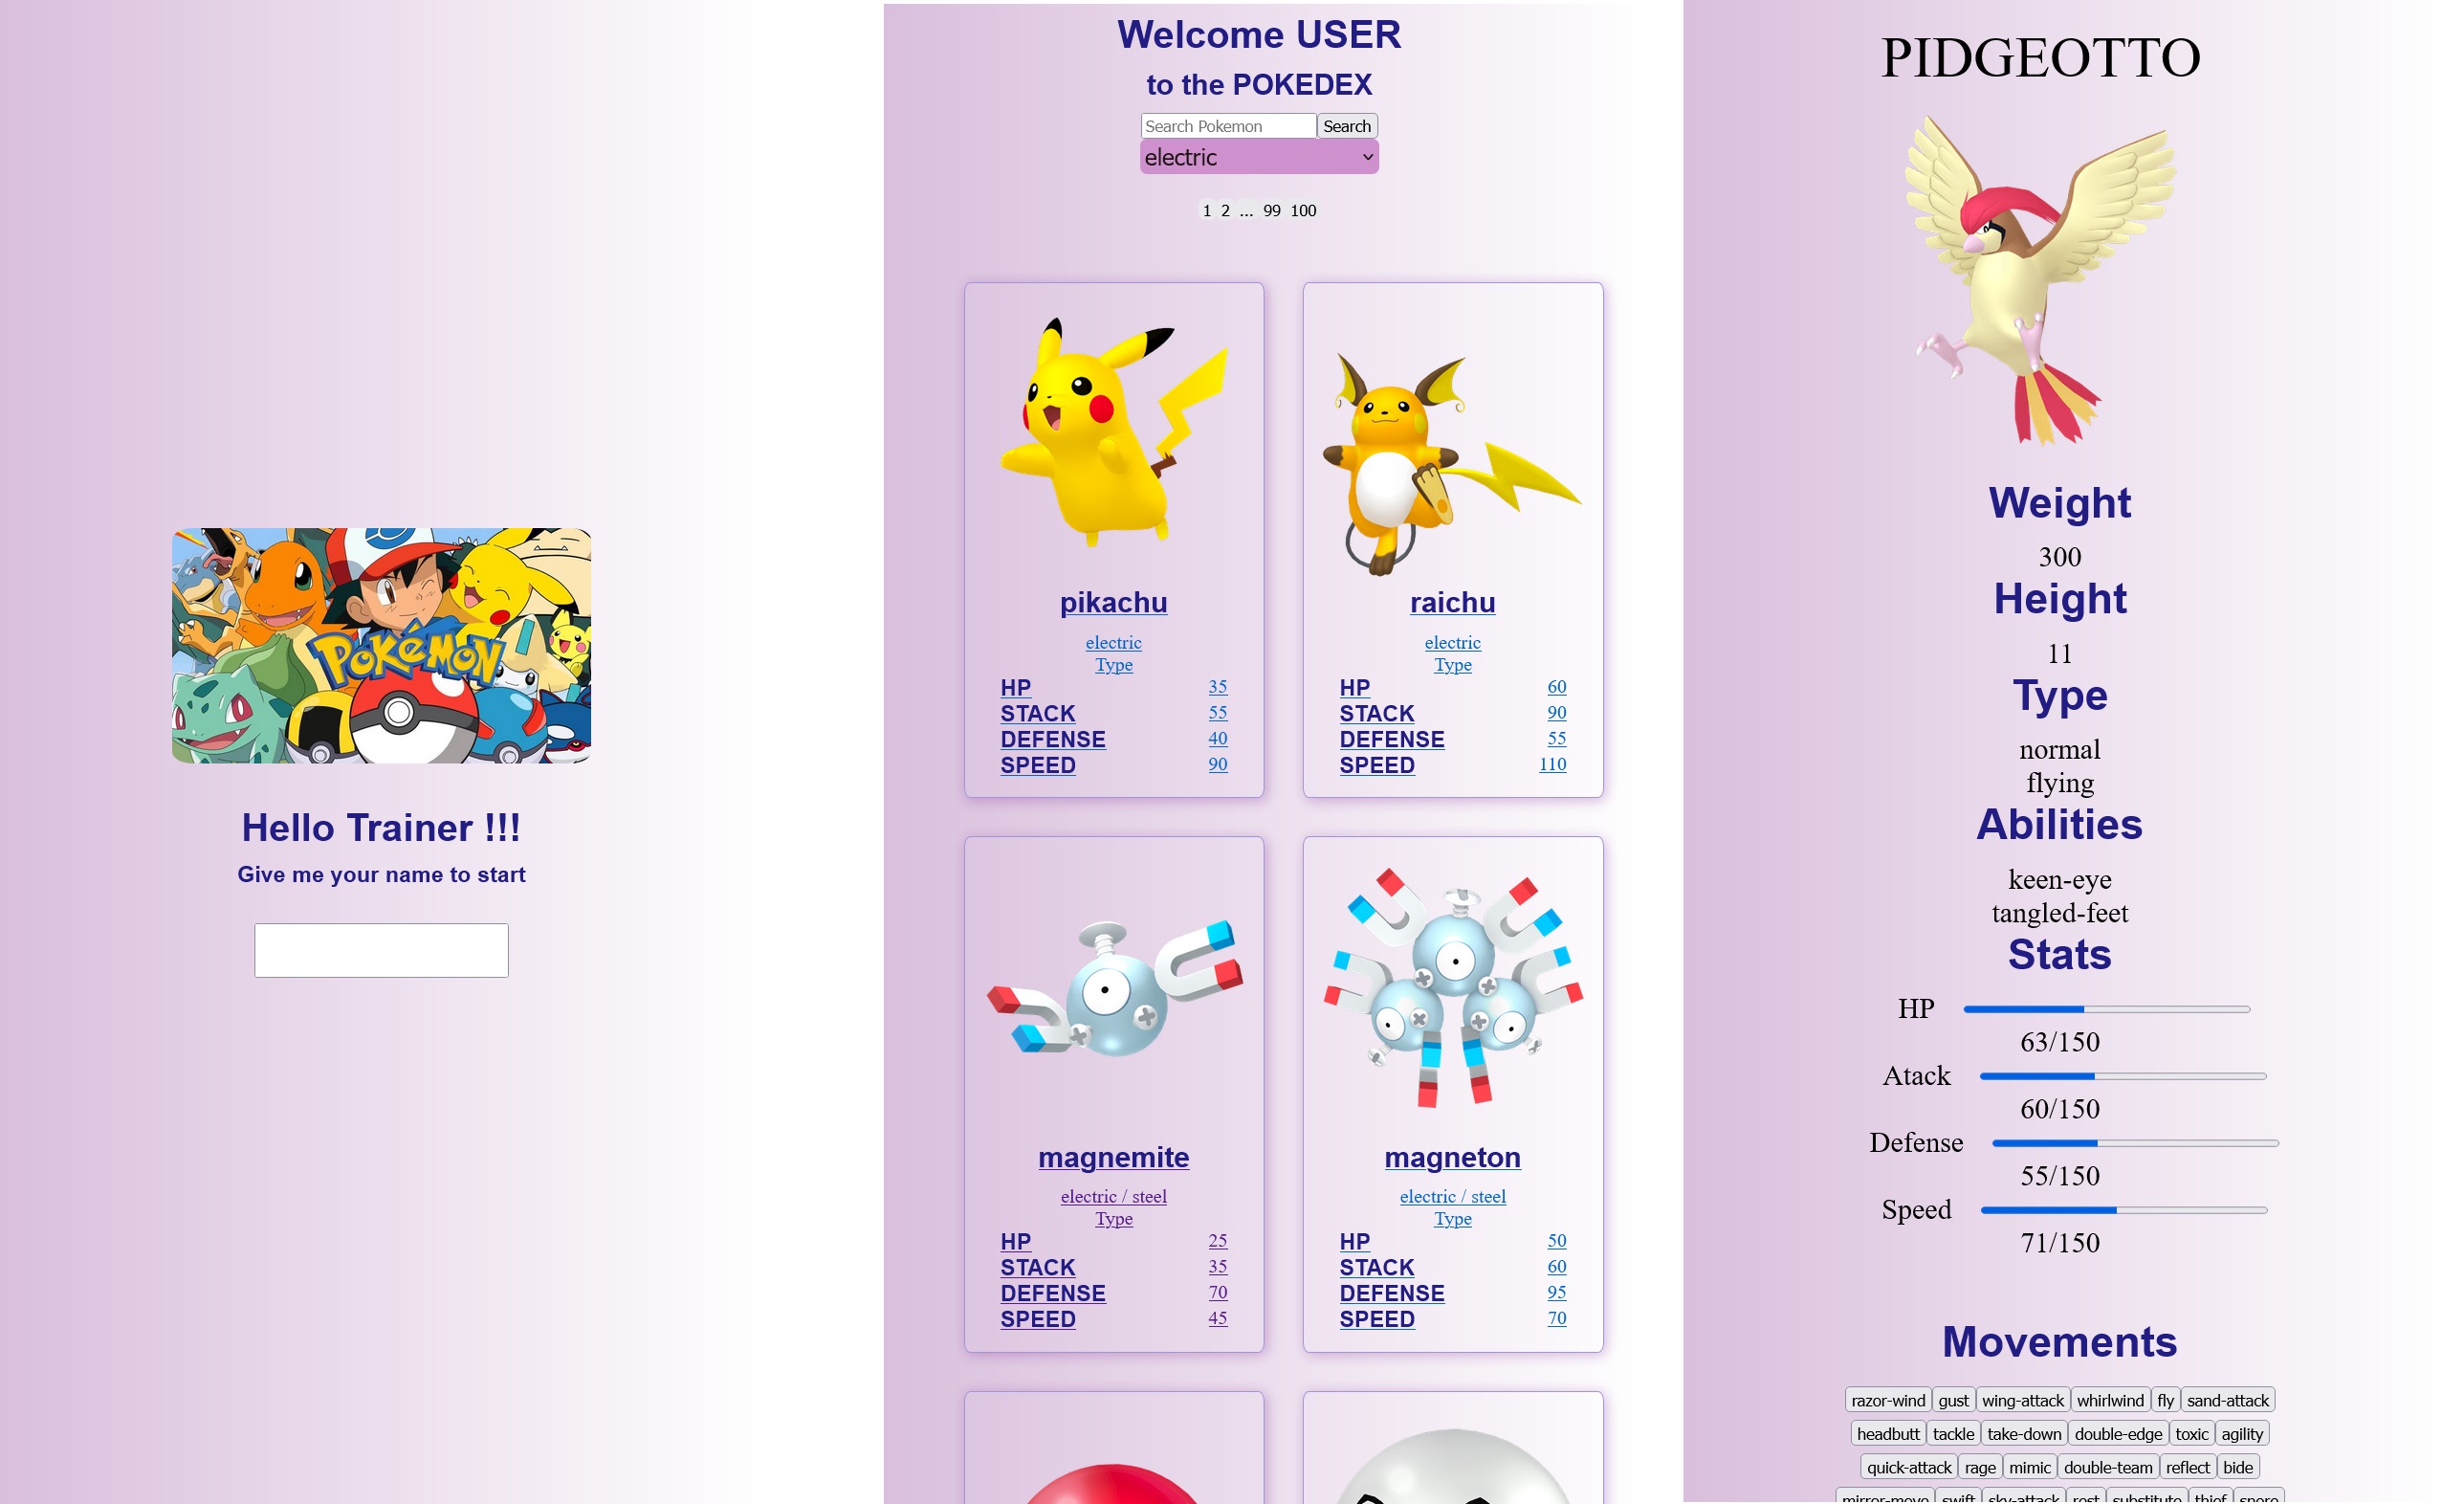 POKéMON
Hello Trainer !!!
Give me your name to start
Welcome USER
to the POKEDEX
Search Pokemon Search
electric
1 2 ... 99 100
pikachu
electric
Type
HP 35
STACK 55
DEFENSE 40
SPEED 90
raichu
electric
Type
HP 60
STACK 90
DEFENSE 55
SPEED 110
magnemite
electric / steel
Type
HP 25
STACK 35
DEFENSE 70
SPEED 45
magneton
electric / steel
Type
HP 50
STACK 60
DEFENSE 95
SPEED 70
PIDGEOTTO
Weight
300
Height
11
Type
normal
flying
Abilities
keen-eye
tangled-feet
Stats
HP
63/150
Atack
60/150
Defense
55/150
Speed
71/150
Movements
razor-wind gust wing-attack whirlwind fly sand-attack
headbutt tackle take-down double-edge toxic agility
quick-attack rage mimic double-team reflect bide
mirror-move swift sky-attack rest substitute thief snore